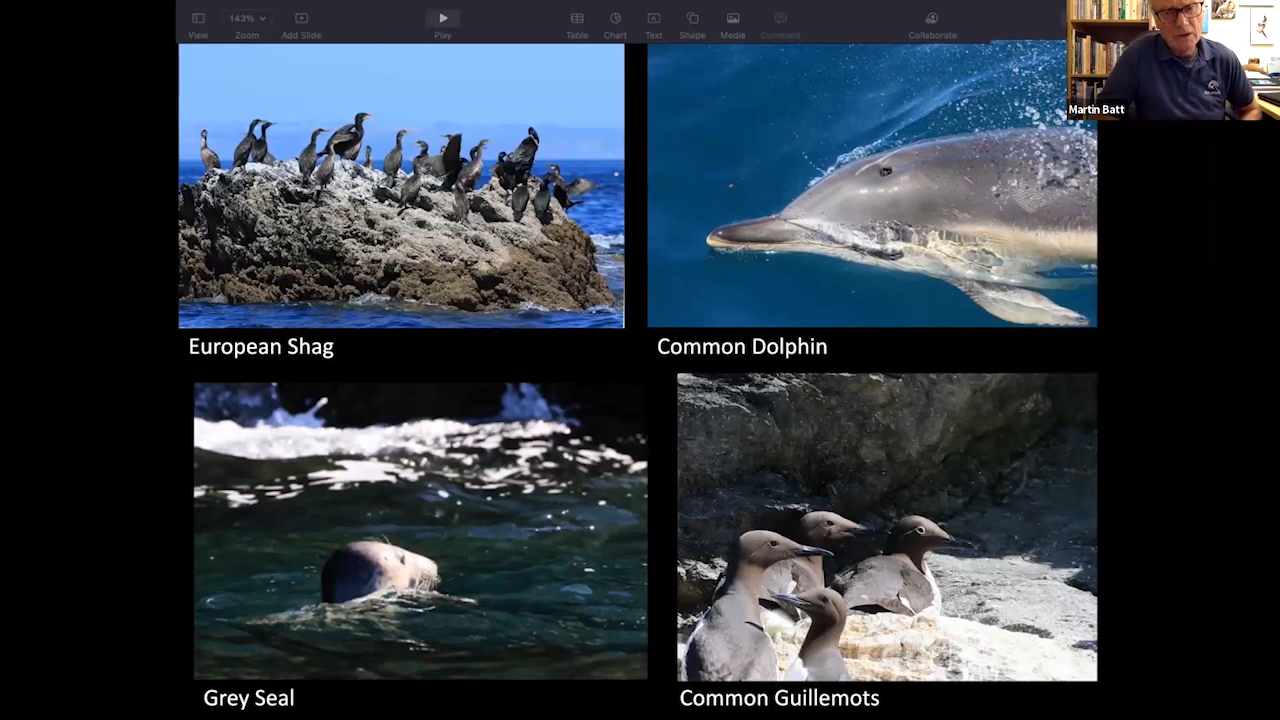 143%
View Zoom Add Slide Play Table Chart Text Shape Media Comment Collaborate
Martin Batt
European Shag
Common Dolphin
Grey Seal
Common Guillemots